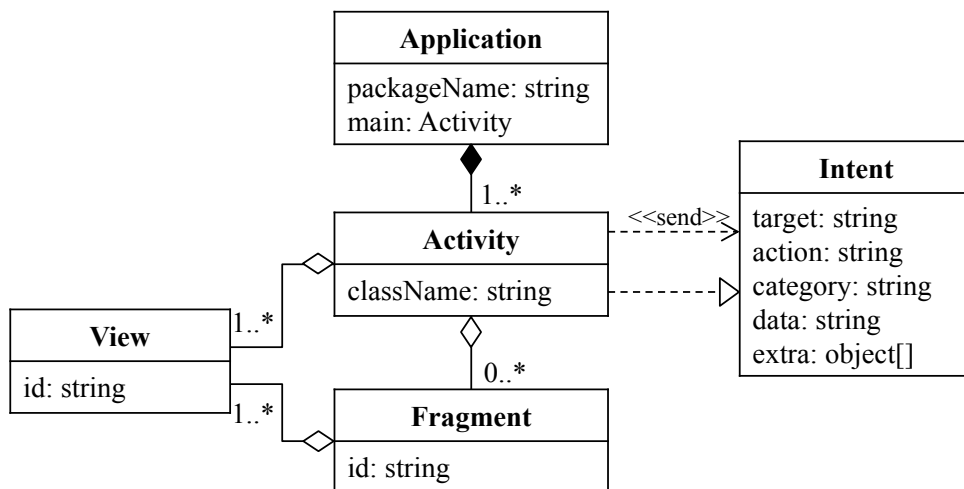 Application
packageName: string
main: Activity
1..*
Activity
className: string
<<send>>
Intent
target: string
action: string
category: string
data: string
extra: object[]
View
id: string
1..*
1..*
0..*
Fragment
id: string